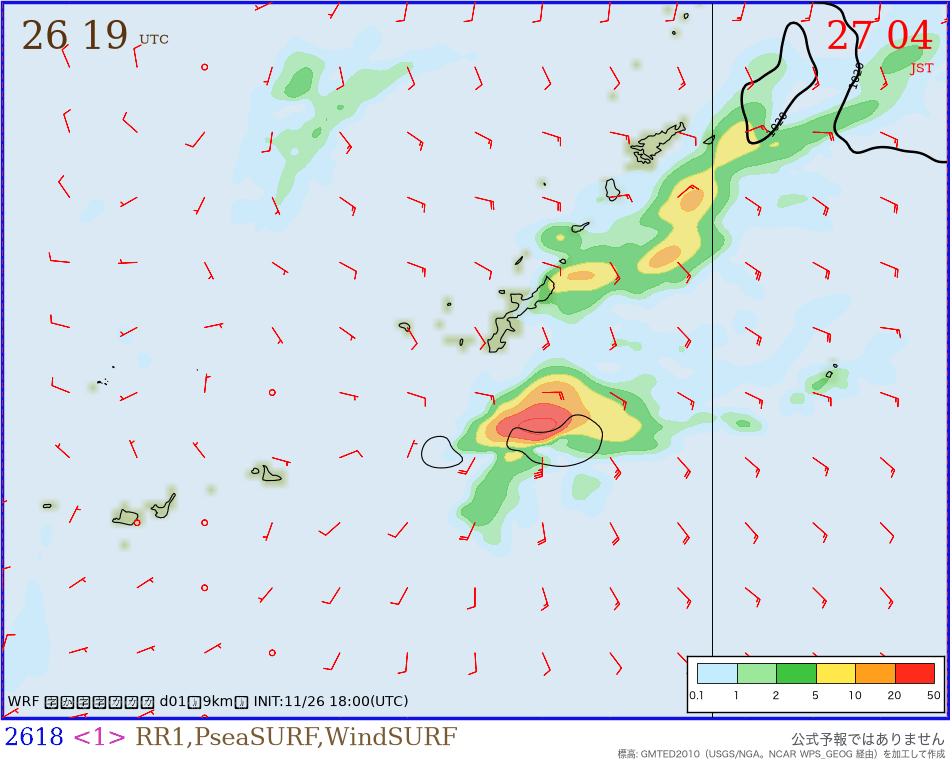 26 19 UTC
27 04
JST
1020
1020
0.1 1 2 5 10 20 50
WRF d01 9km INIT:11/26 18:00(UTC)
2618 <1> RR1,PseaSURF,WindSURF
公式予報ではありません
標高: GMTED2010（USGS/NGA。NCAR WPS_GEOG 経由）を加工して作成